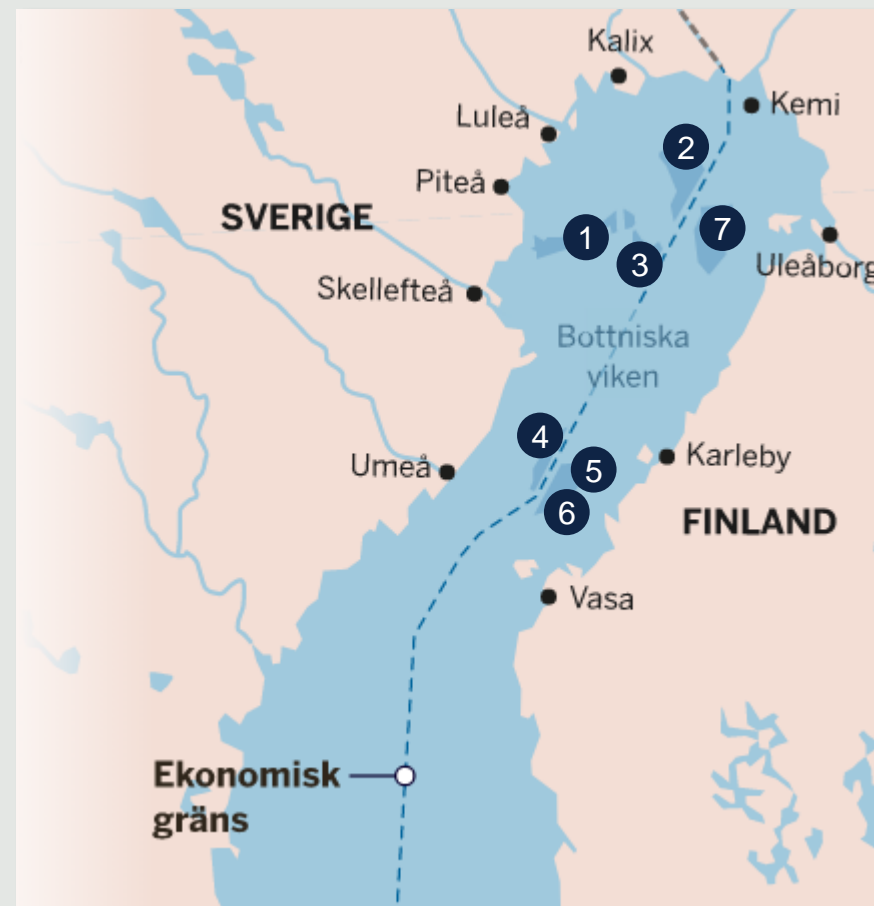 Kalix
Kemi
Luleå
2
Piteå
SVERIGE
1
7
3
Uleåborg
Skellefteå
Bottniska
viken
4
Karleby
Umeå
5
6
FINLAND
Vasa
Ekonomisk
gräns